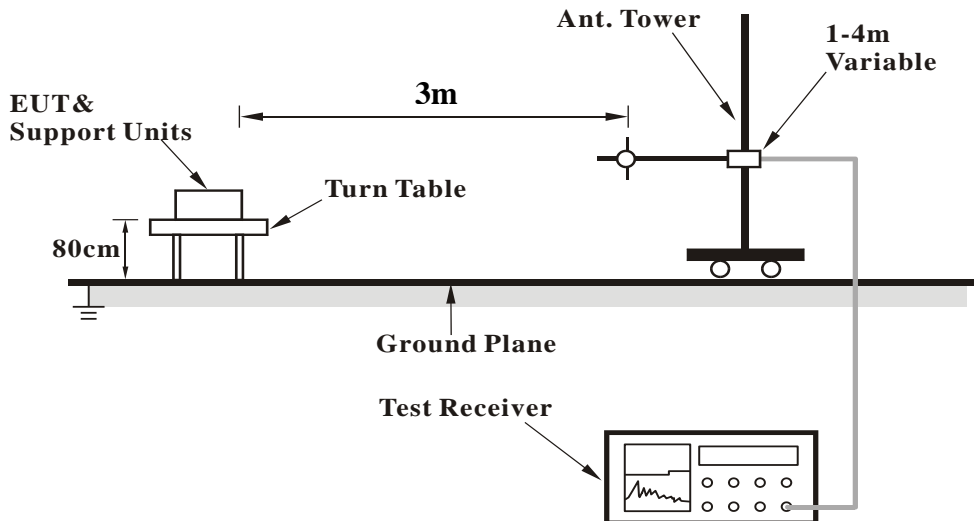 Ant. Tower
1-4m
Variable
3m
EUT&
Support Units
Turn Table
80cm
Ground Plane
Test Receiver